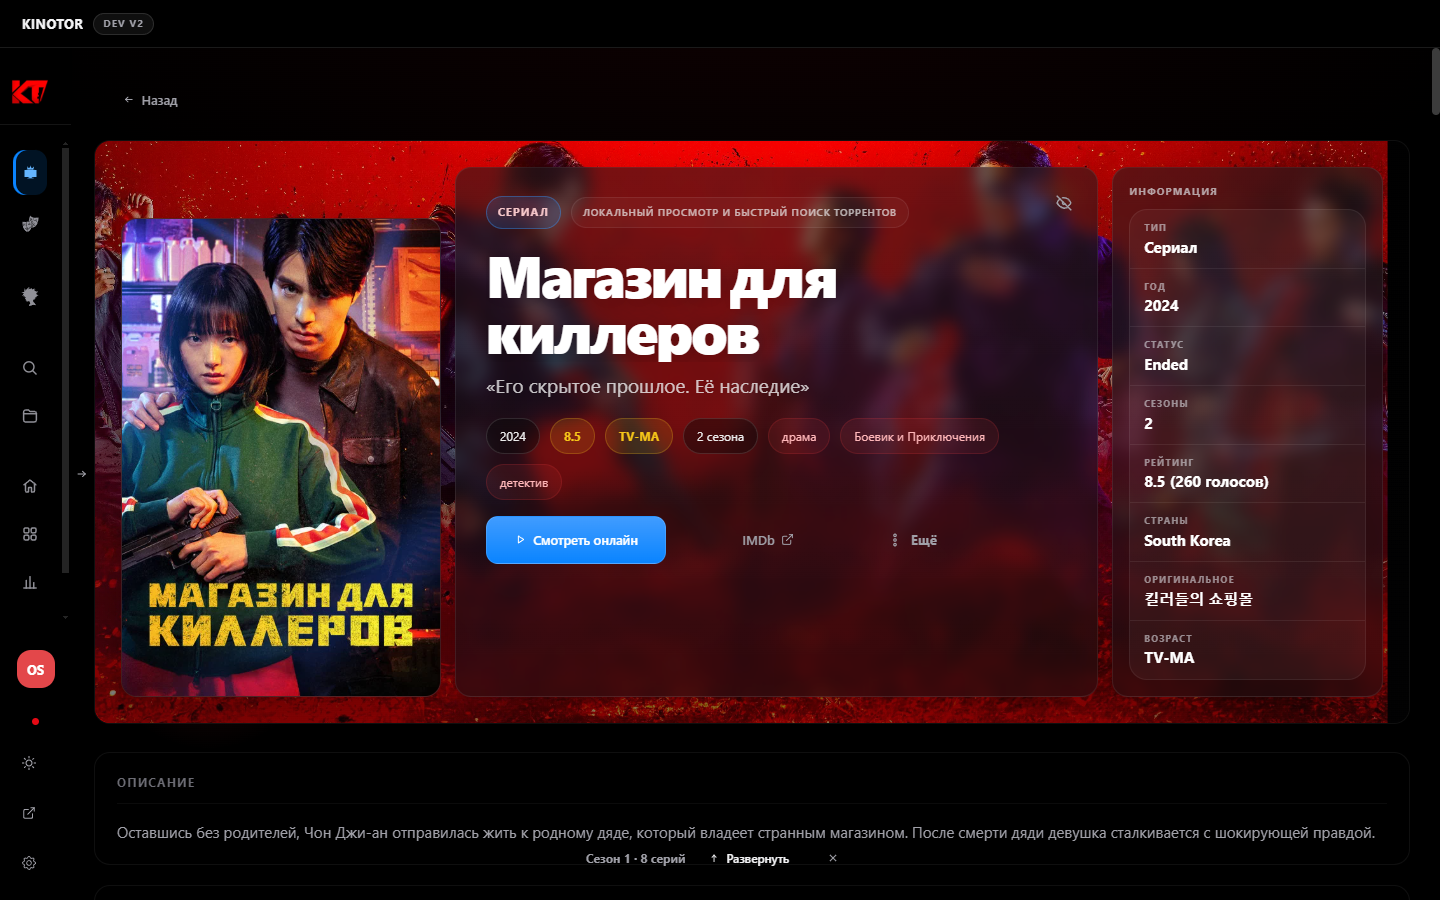 KINOTOR DEV V2
KT
← Назад
МАГАЗИН ДЛЯ
КИЛЛЕРОВ
СЕРИАЛ
ЛОКАЛЬНЫЙ ПРОСМОТР И БЫСТРЫЙ ПОИСК ТОРРЕНТОВ
Магазин для
киллеров
«Его скрытое прошлое. Её наследие»
2024 8.5 TV-MA 2 сезона драма Боевик и Приключения
детектив
Смотреть онлайн IMDb Ещё
ИНФОРМАЦИЯ
ТИП
Сериал
ГОД
2024
СТАТУС
Ended
СЕЗОНЫ
2
РЕЙТИНГ
8.5 (260 голосов)
СТРАНЫ
South Korea
ОРИГИНАЛЬНОЕ
킬러들의 쇼핑몰
ВОЗРАСТ
TV-MA
OS
ОПИСАНИЕ
Оставшись без родителей, Чон Джи-ан отправилась жить к родному дяде, который владеет странным магазином. После смерти дяди девушка сталкивается с шокирующей правдой.
Сезон 1 · 8 серий ↑ Развернуть ×